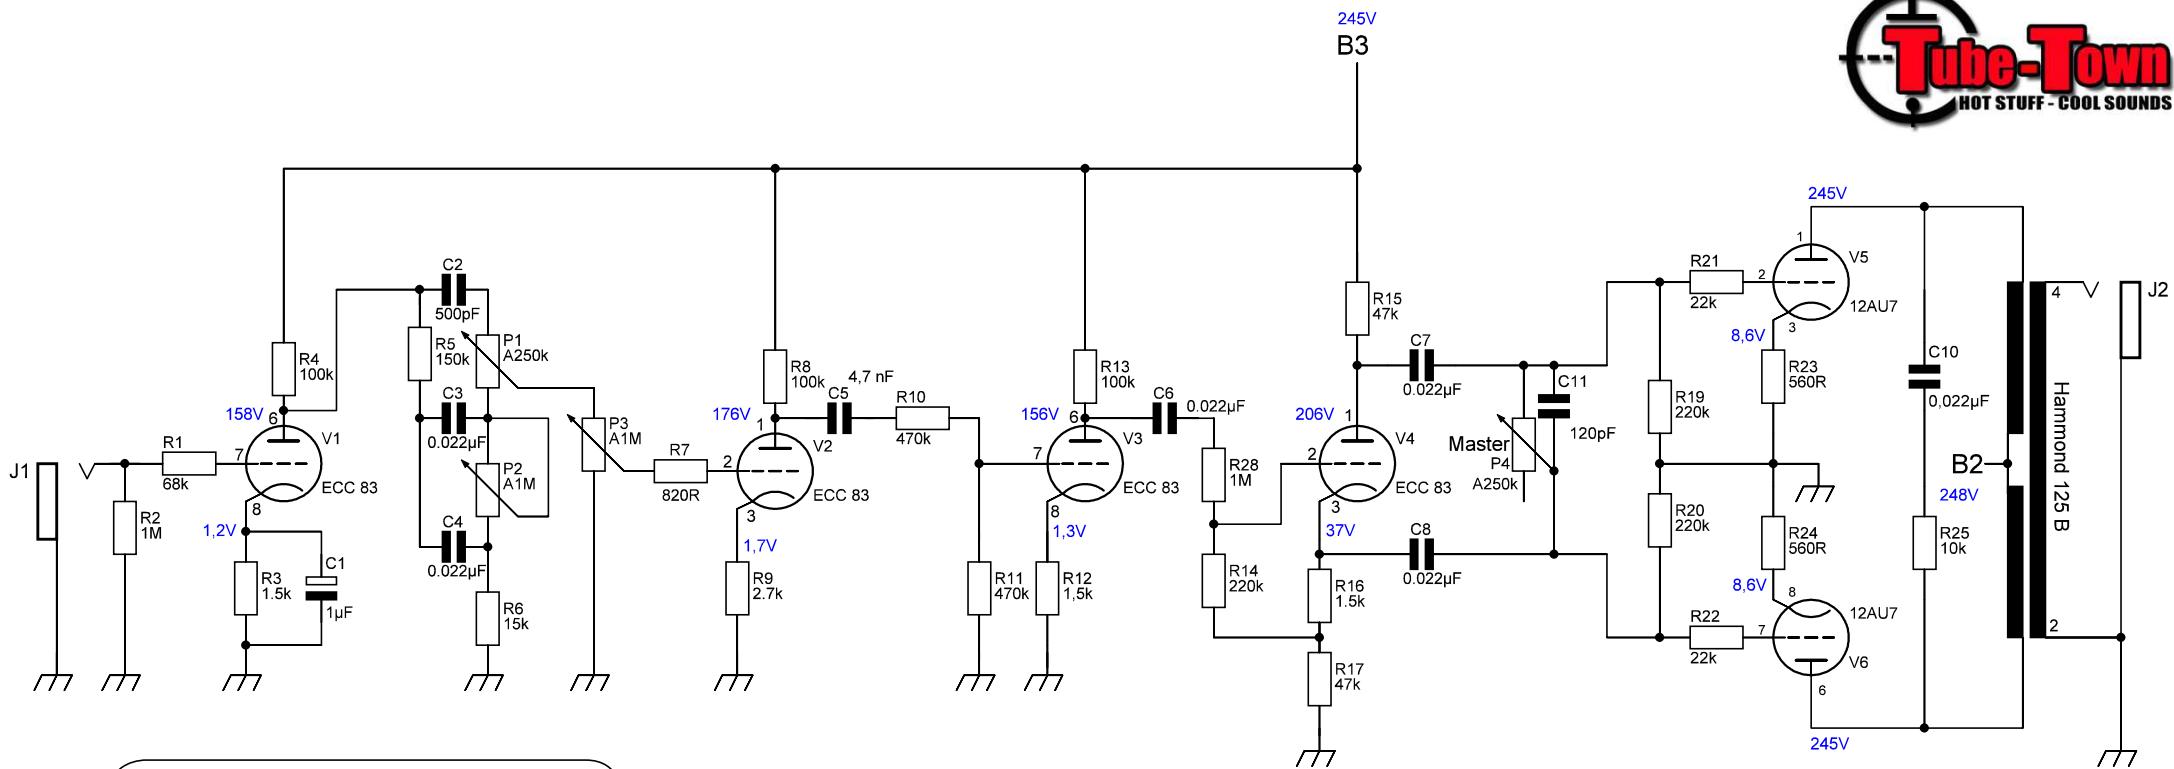 245V
B3
Tube-Town
HOT STUFF - COOL SOUNDS
J1
R1
68k
R2
1M
158V
6
7
8
V1
ECC 83
1,2V
R3
1.5k
C1
1µF
R4
100k
C2
500pF
R5
150k
P1
A250k
C3
0.022µF
P2
A1M
C4
0.022µF
R6
15k
P3
A1M
R7
820R
R8
100k
176V
1
2
3
V2
ECC 83
1,7V
R9
2.7k
C5
4,7 nF
R10
470k
R11
470k
R13
100k
156V
6
7
8
V3
ECC 83
1,3V
R12
1,5k
C6
0.022µF
R28
1M
R14
220k
R15
47k
206V
1
2
3
V4
ECC 83
37V
R16
1.5k
R17
47k
C7
0.022µF
Master
P4
A250k
C11
120pF
C8
0.022µF
R19
220k
R20
220k
R21
22k
R22
22k
245V
1
2
3
V5
12AU7
8,6V
R23
560R
R24
560R
8,6V
8
7
6
12AU7
V6
245V
C10
0,022µF
R25
10k
B2
248V
Hammond 125 B
4
2
J2